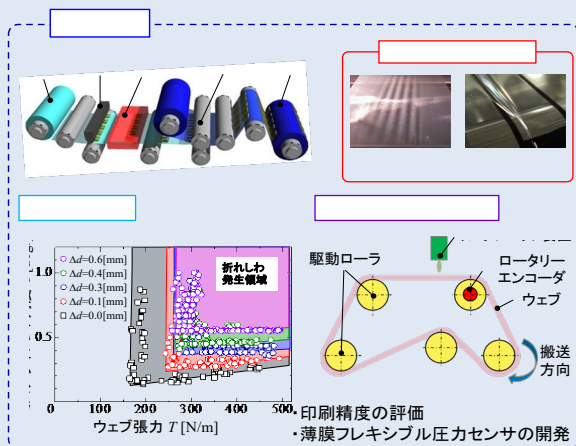 Δd=0.6[mm]
Δd=0.4[mm]
Δd=0.3[mm]
Δd=0.1[mm]
Δd=0.0[mm]
折れしわ
発生領域
1.0
0.5
0
100
200
300
400
500
ウェブ張力 T [N/m]
駆動ローラ
ロータリー
エンコーダ
ウェブ
搬送
方向
・印刷精度の評価
・薄膜フレキシブル圧力センサの開発